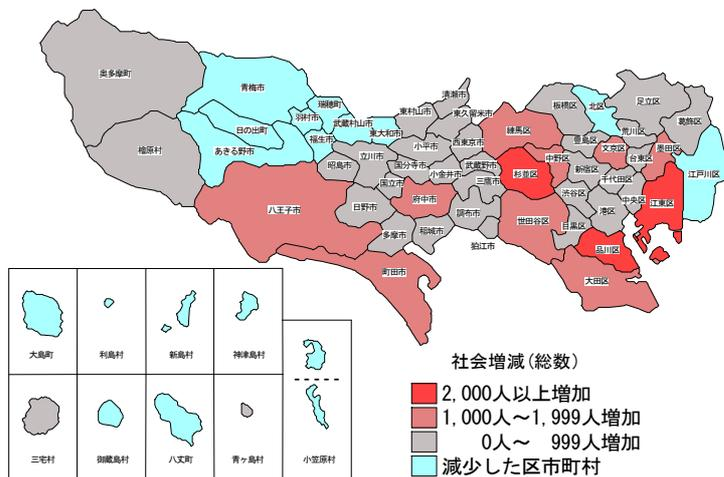 奥多摩町
青梅市
瑞穂町
羽村市
武蔵村山市
日の出町
福生市
東大和市
あきる野市
檜原村
昭島市
立川市
東村山市
清瀬市
東久留米市
小平市
西東京市
国分寺市
小金井市
武蔵野市
国立市
三鷹市
府中市
調布市
日野市
八王子市
多摩市
稲城市
狛江市
町田市
板橋区
北区
足立区
葛飾区
荒川区
豊島区
練馬区
文京区
墨田区
台東区
中野区
杉並区
新宿区
千代田区
江戸川区
渋谷区
中央区
江東区
港区
世田谷区
目黒区
品川区
大田区
大島町
利島村
新島村
神津島村
三宅村
御蔵島村
八丈町
青ヶ島村
小笠原村
社会増減(総数)
2,000人以上増加
1,000人～1,999人増加
0人～ 999人増加
減少した区市町村